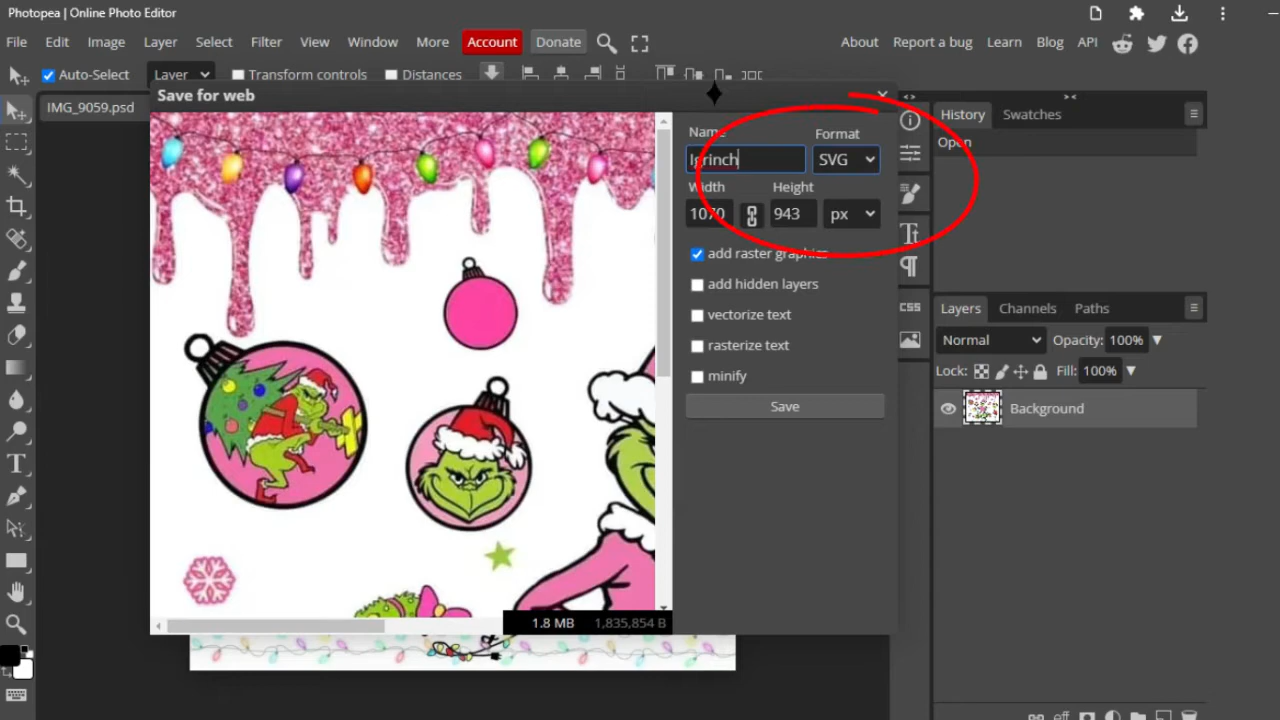 Photopea | Online Photo Editor
File Edit Image Layer Select Filter View Window More Account Donate About Report a bug Learn Blog API
Auto-Select Layer Transform controls Distances
IMG_9059.psd
Save for web
Name Format
Igrinch SVG
Width Height
1070 943 px
add raster graphics
add hidden layers
vectorize text
rasterize text
minify
Save
1.8 MB 1,835,854 B
History Swatches
Open
CSS
Layers Channels Paths
Normal Opacity: 100%
Lock: Fill: 100%
Background
eff